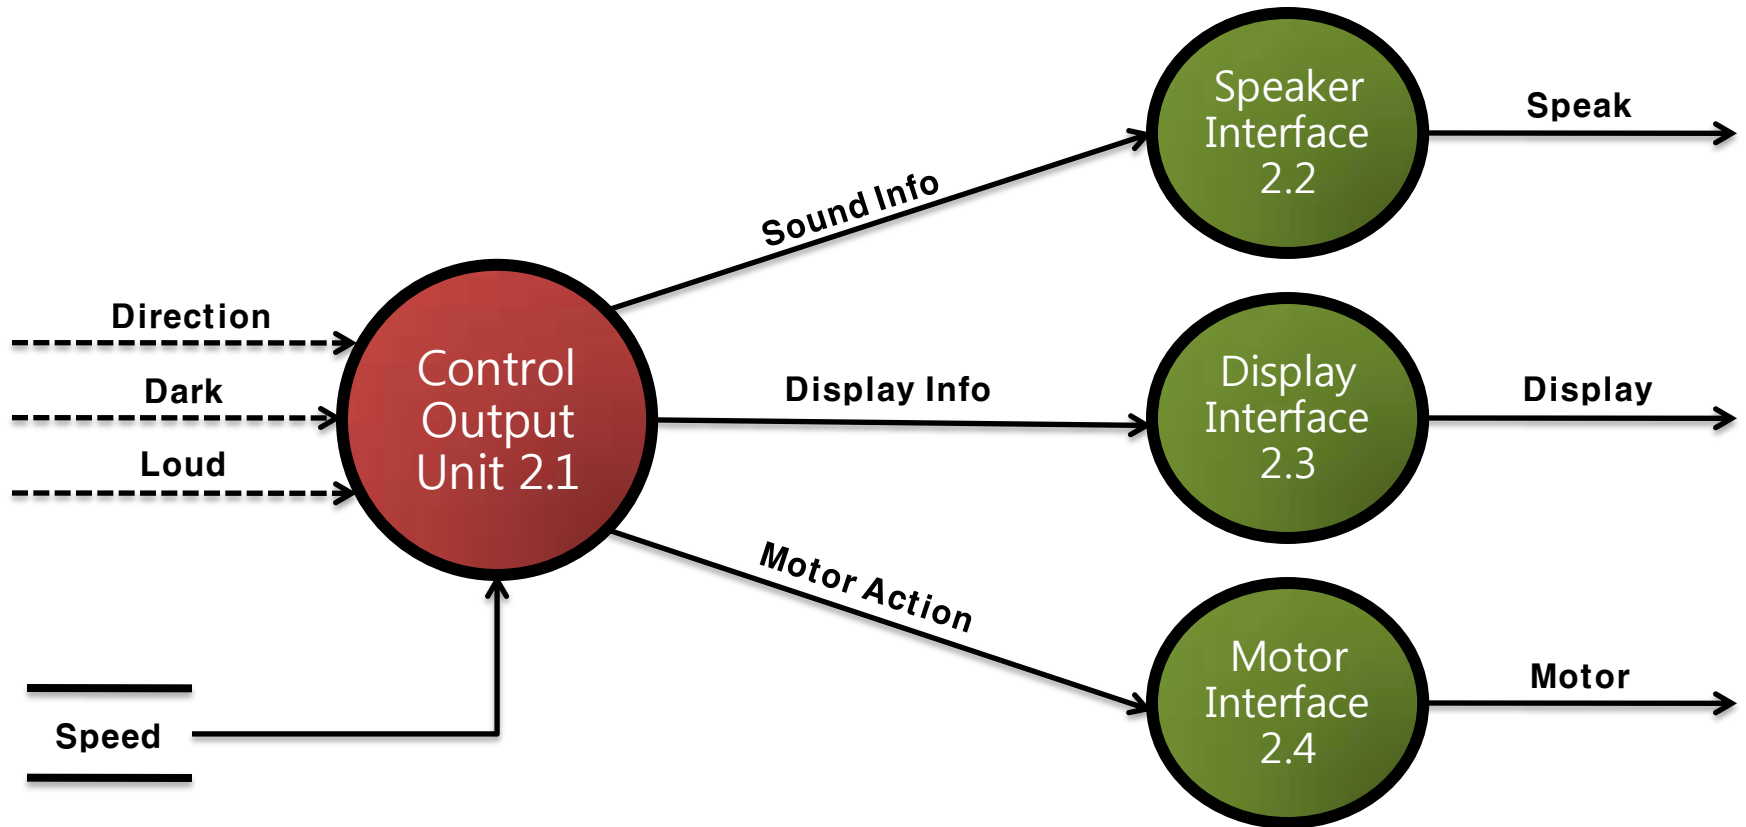 Speaker
Interface
2.2
Speak
Sound Info
Direction
Dark
Loud
Control
Output
Unit 2.1
Display Info
Display
Interface
2.3
Display
Motor Action
Motor
Interface
2.4
Motor
Speed